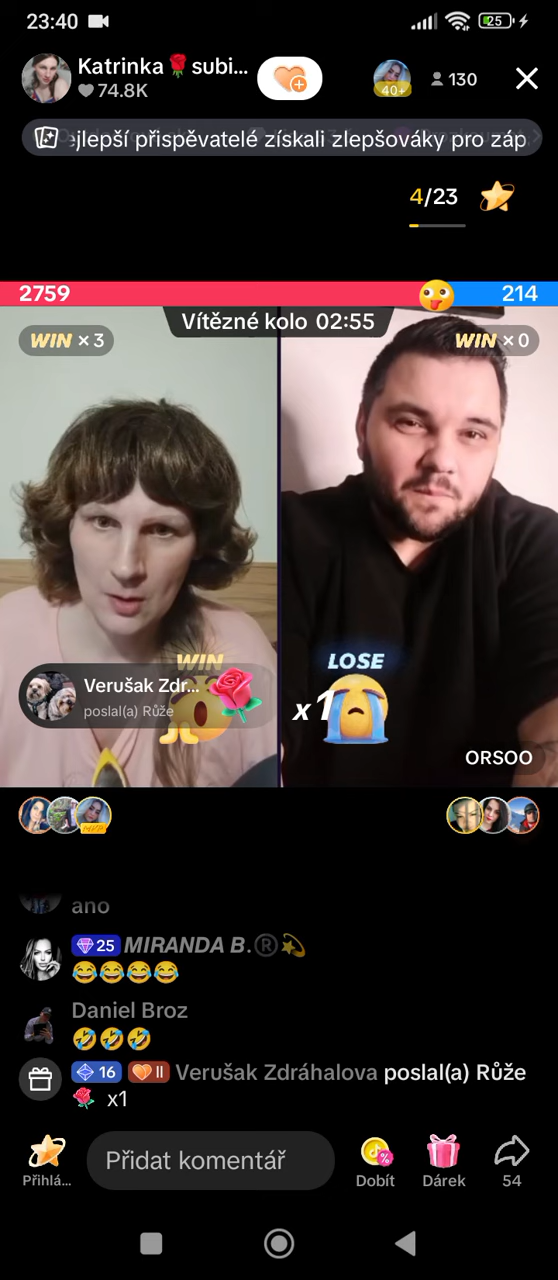 23:40
25
Katrinka🌹subi...
74.8K
40+
130
ejlepší přispěvatelé získali zlepšováky pro záp
4/23
2759
214
Vítězné kolo 02:55
WIN × 3
WIN × 0
WIN
LOSE
Verušak Zdr...
poslal(a) Růže
x1
ORSOO
ano
25 MIRANDA B.®💫
😂😂😂😂
Daniel Broz
🤣🤣🤣
16 II Verušak Zdráhalova poslal(a) Růže
🌹 x1
Přidat komentář
Přihlá...
Dobít
Dárek
54